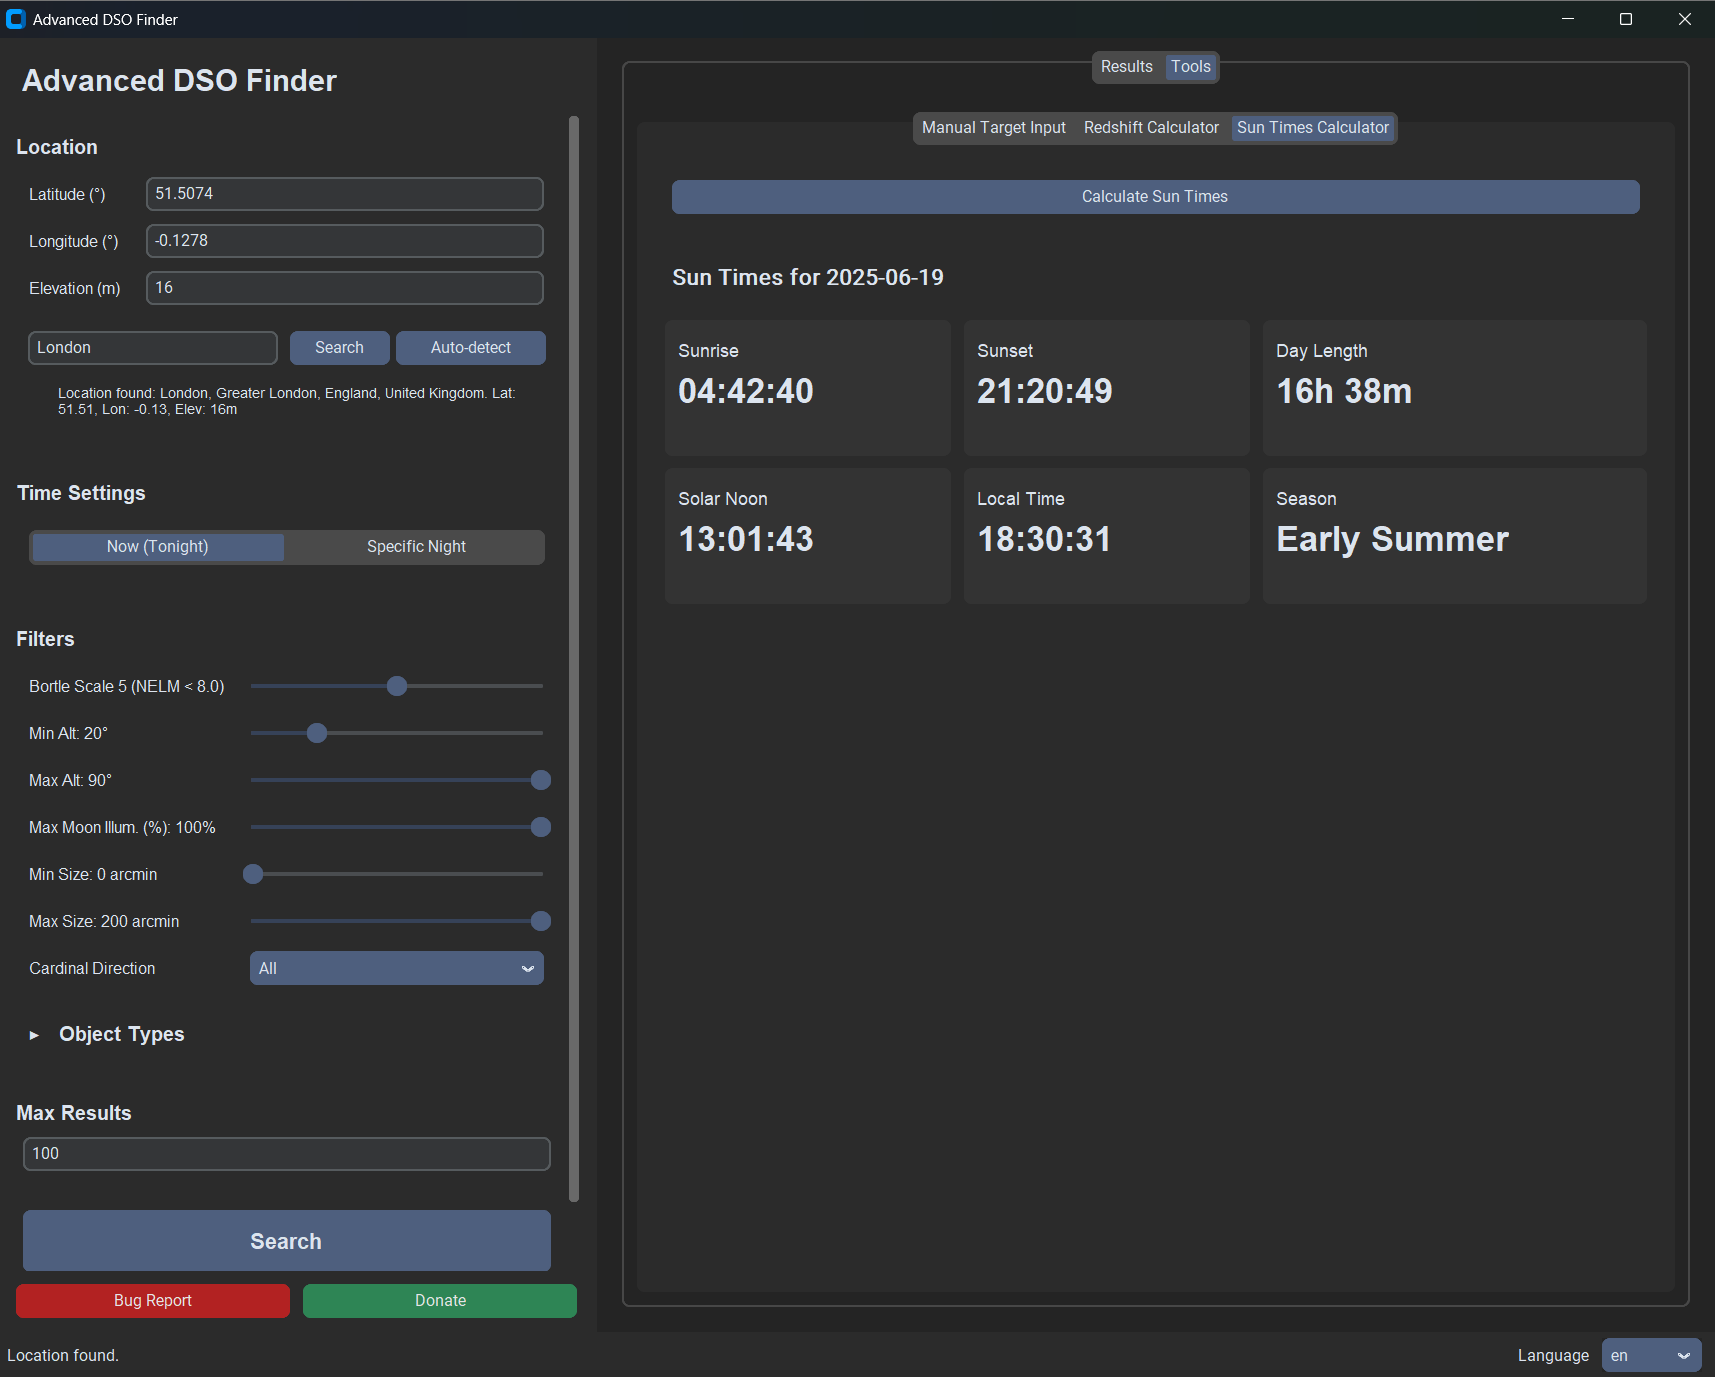 Advanced DSO Finder
Advanced DSO Finder
Location
Latitude (°)
51.5074
Longitude (°)
-0.1278
Elevation (m)
16
London
Search
Auto-detect
Location found: London, Greater London, England, United Kingdom. Lat:
51.51, Lon: -0.13, Elev: 16m
Time Settings
Now (Tonight)
Specific Night
Filters
Bortle Scale 5 (NELM < 8.0)
Min Alt: 20°
Max Alt: 90°
Max Moon Illum. (%): 100%
Min Size: 0 arcmin
Max Size: 200 arcmin
Cardinal Direction
All
Object Types
Max Results
100
Search
Bug Report
Donate
Location found.
Results
Tools
Manual Target Input
Redshift Calculator
Sun Times Calculator
Calculate Sun Times
Sun Times for 2025-06-19
Sunrise
04:42:40
Sunset
21:20:49
Day Length
16h 38m
Solar Noon
13:01:43
Local Time
18:30:31
Season
Early Summer
Language
en